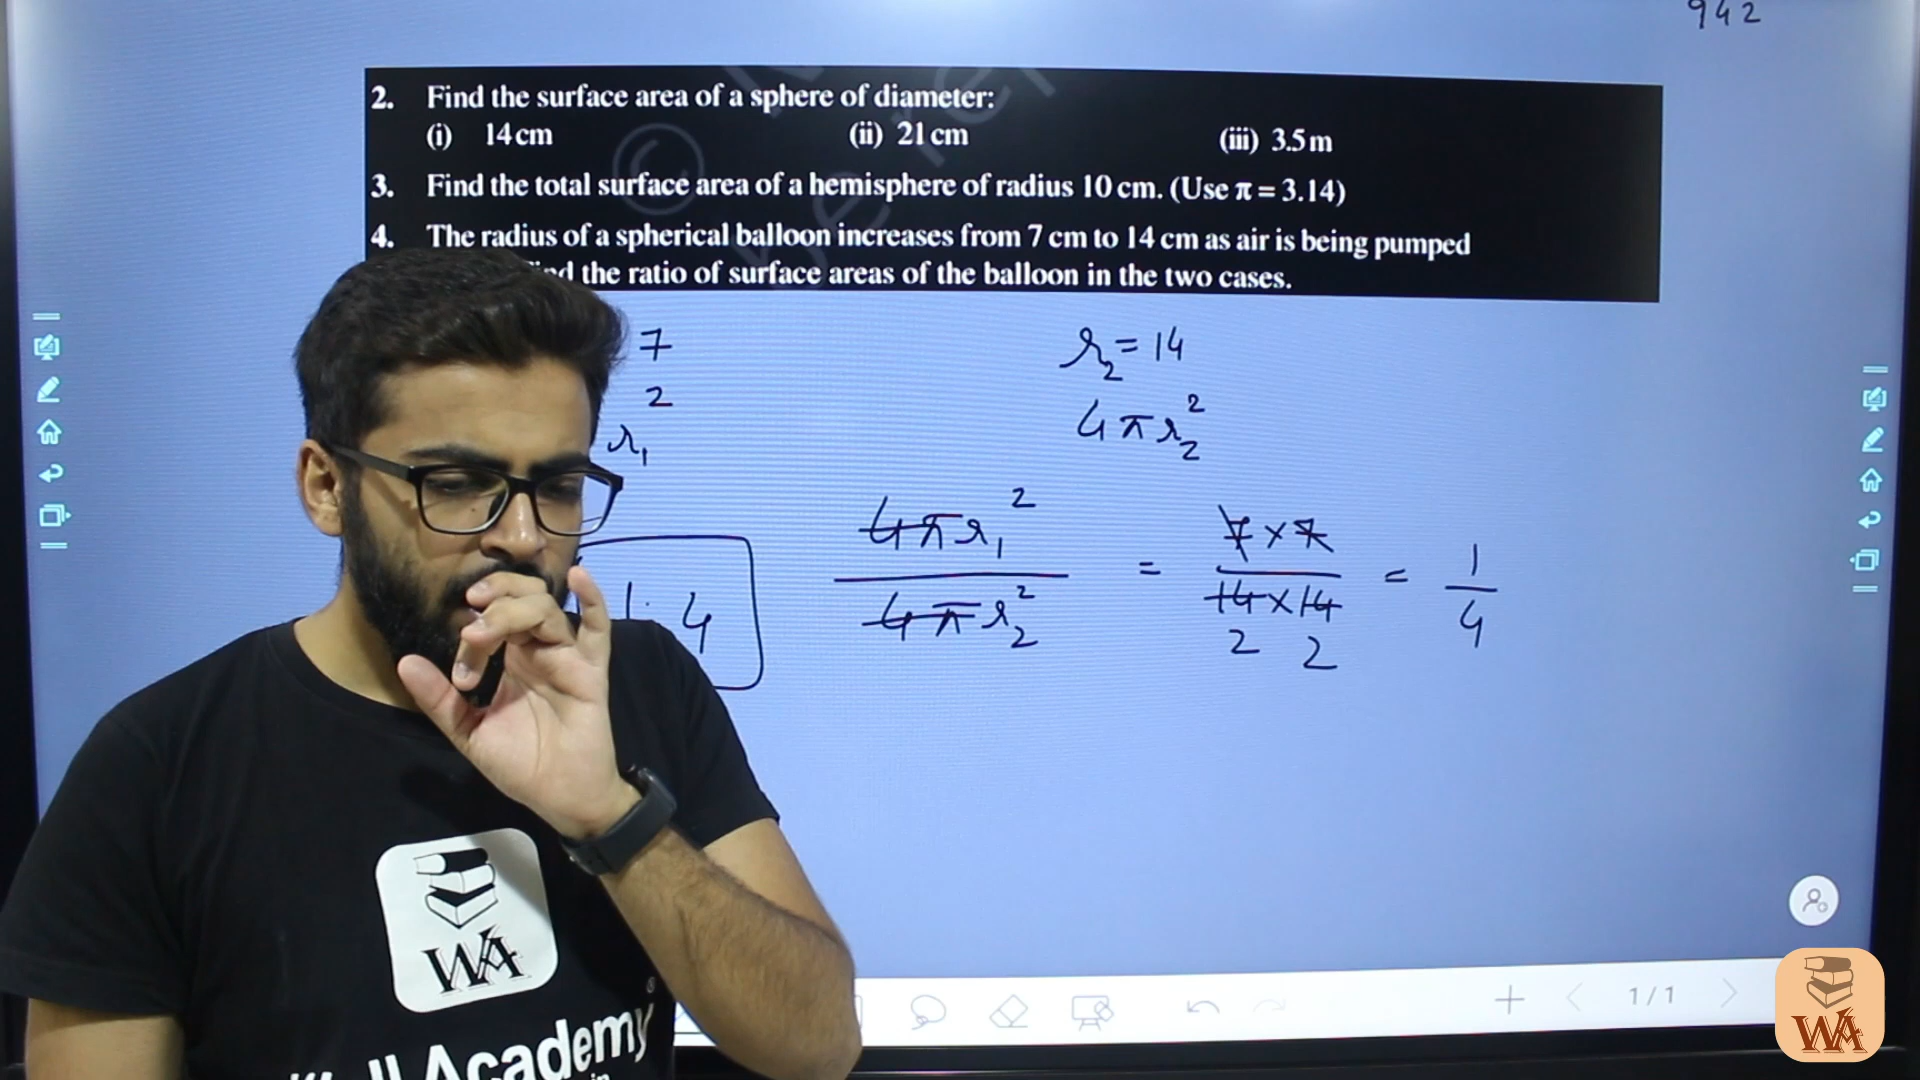 942
2. Find the surface area of a sphere of diameter:
(i) 14 cm (ii) 21 cm (iii) 3.5 m
3. Find the total surface area of a hemisphere of radius 10 cm. (Use π = 3.14)
4. The radius of a spherical balloon increases from 7 cm to 14 cm as air is being pumped
the ratio of surface areas of the balloon in the two cases.
7 r₂ = 14
2
r₁ 4πr₂²
4πr₁² / 4πr₂² = 7×7 / 14×14 = 1/4
2 2
4
WA
Academy
1/1
WA